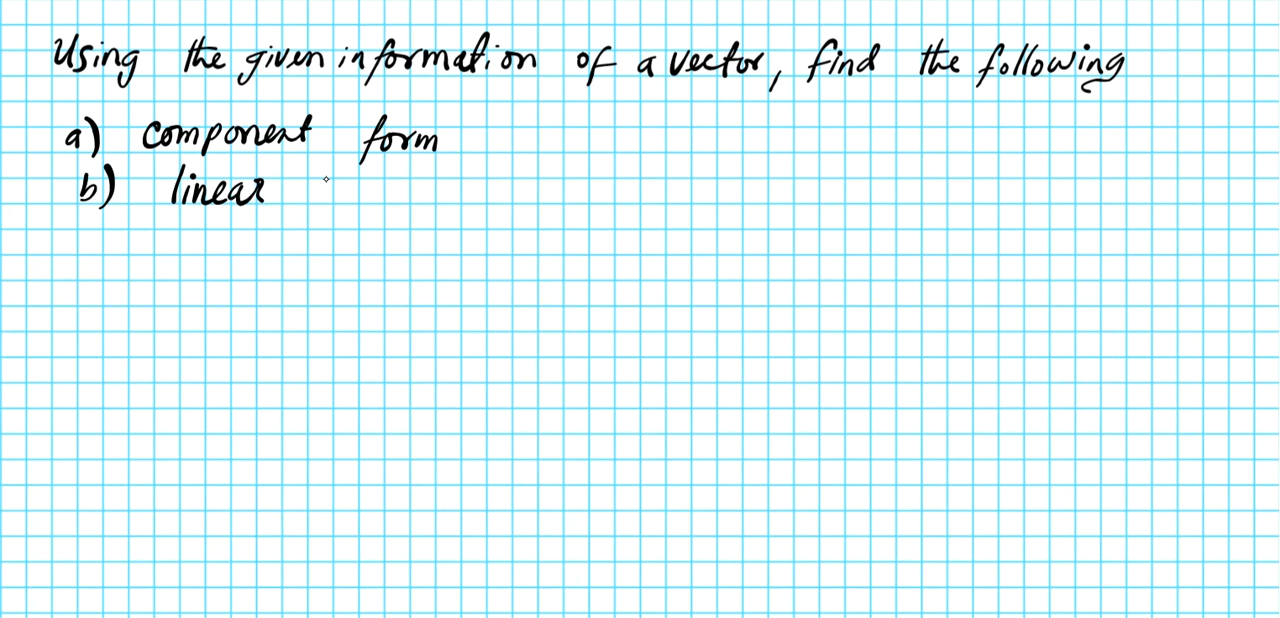 Using the given information of a vector, find the following
a) component form
b) linear